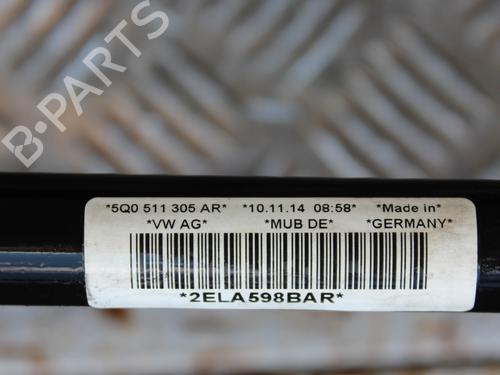 B-PARTS
*5Q0 511 305 AR* *10.11.14 08:58* *Made in*
*VW AG* *MUB DE* *GERMANY*
*2ELA598BAR*